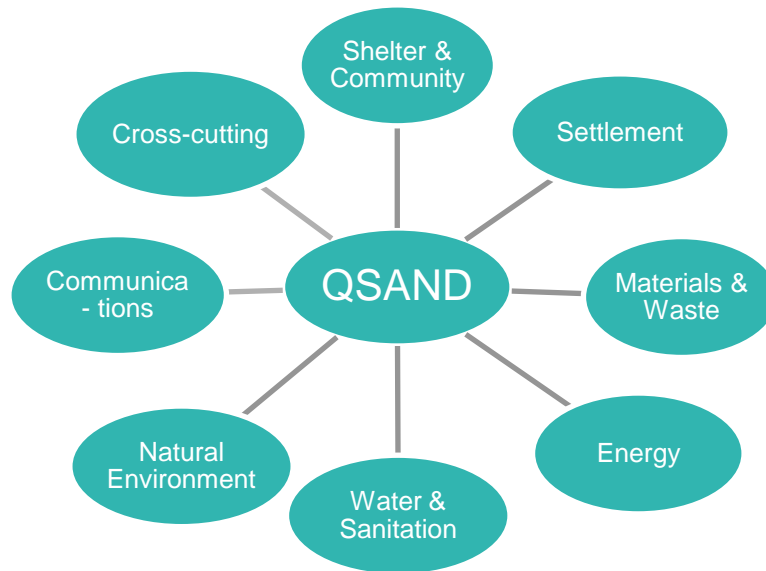 Shelter &
Community
Cross-cutting
Settlement
QSAND
Communica
- tions
Materials &
Waste
Natural
Environment
Energy
Water &
Sanitation